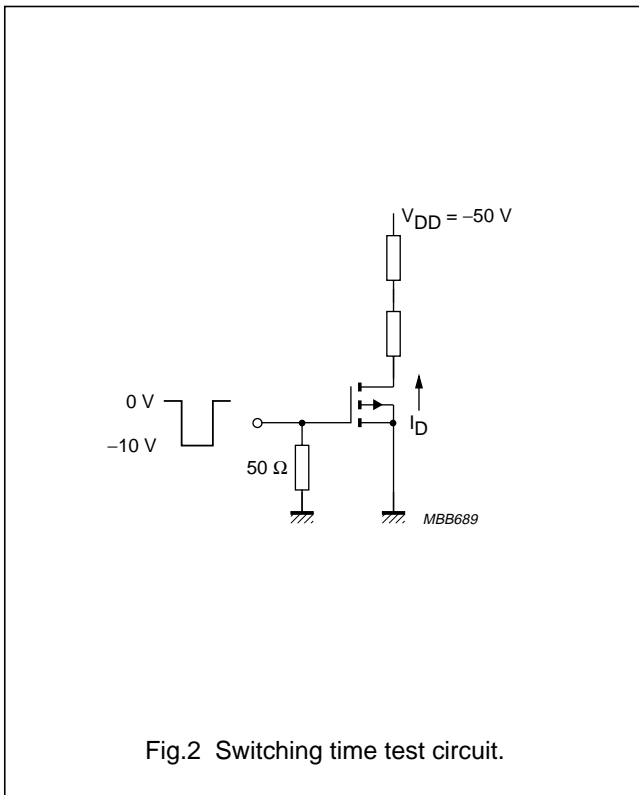 V_DD = −50 V
0 V
−10 V
50 Ω
I_D
MBB689
Fig.2 Switching time test circuit.